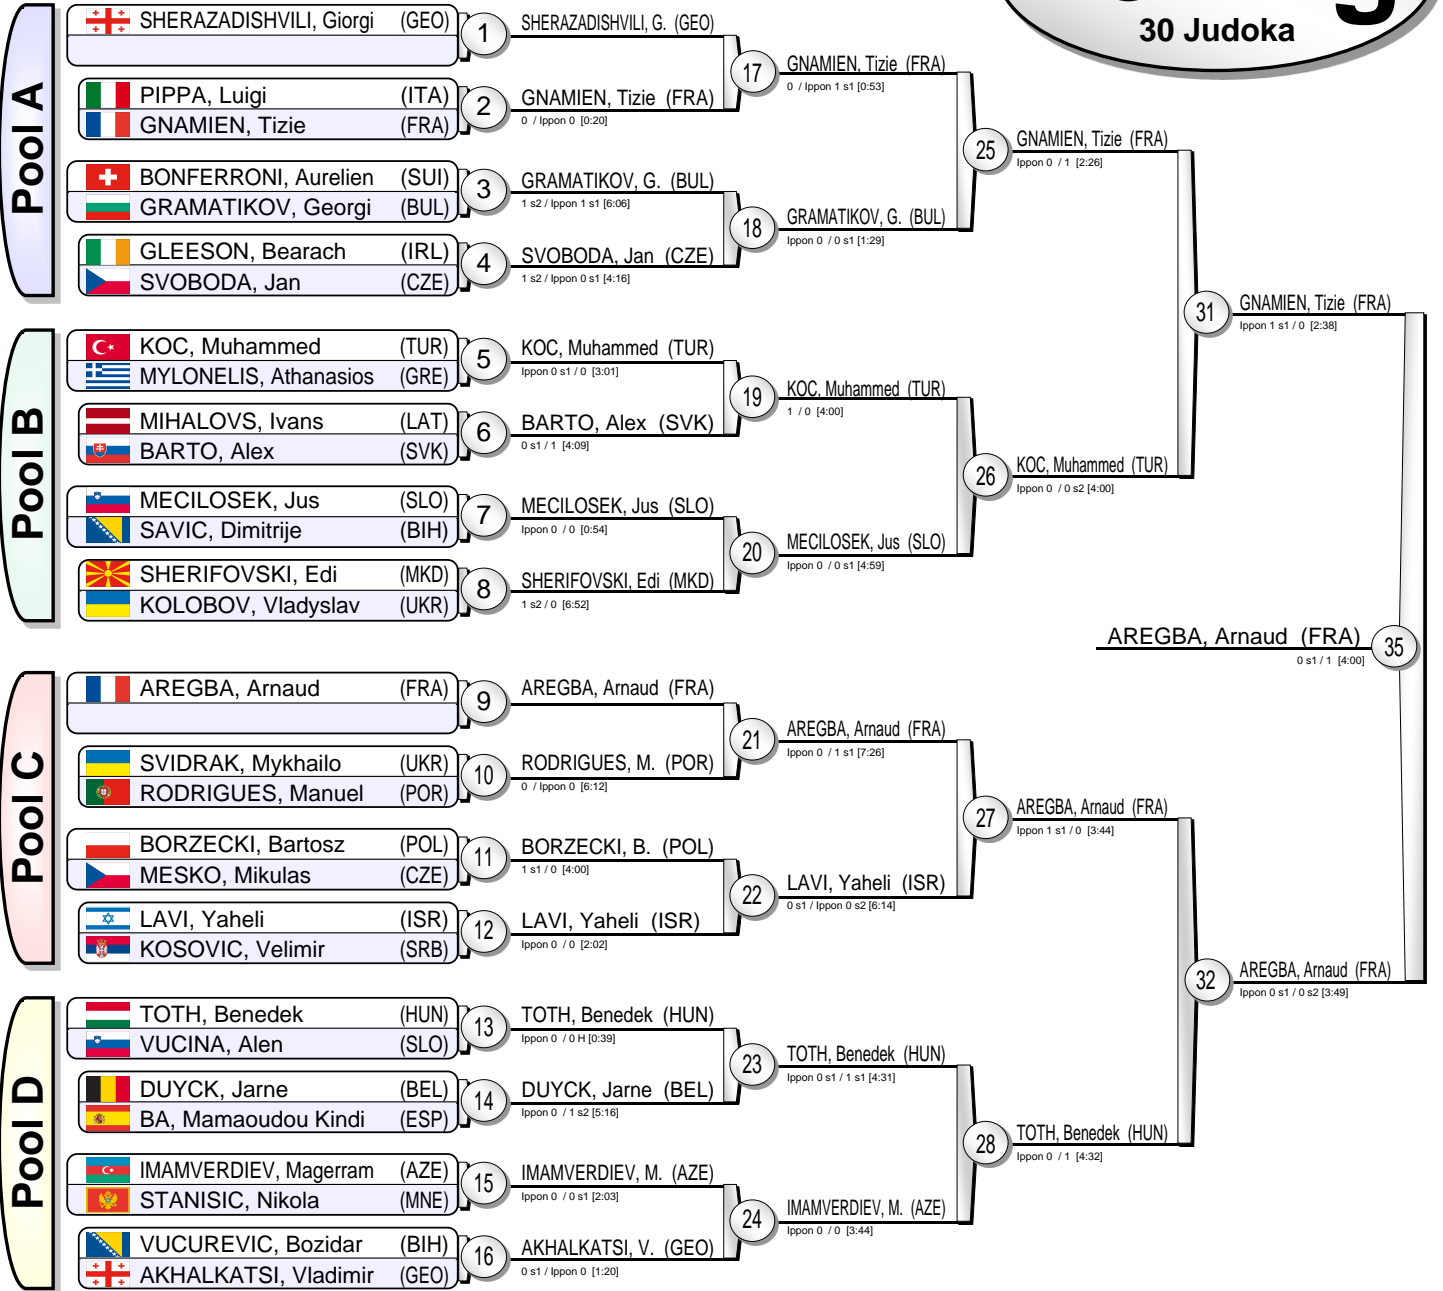 30 Judoka
Pool A
SHERAZADISHVILI, Giorgi (GEO)
1
SHERAZADISHVILI, G. (GEO)
PIPPA, Luigi (ITA)
GNAMIEN, Tizie (FRA)
2
GNAMIEN, Tizie (FRA)
0 / Ippon 0 [0:20]
17
GNAMIEN, Tizie (FRA)
0 / Ippon 1 s1 [0:53]
BONFERRONI, Aurelien (SUI)
GRAMATIKOV, Georgi (BUL)
3
GRAMATIKOV, G. (BUL)
1 s2 / Ippon 1 s1 [6:06]
GLEESON, Bearach (IRL)
SVOBODA, Jan (CZE)
4
SVOBODA, Jan (CZE)
1 s2 / Ippon 0 s1 [4:16]
18
GRAMATIKOV, G. (BUL)
Ippon 0 / 0 s1 [1:29]
25
GNAMIEN, Tizie (FRA)
Ippon 0 / 1 [2:26]
Pool B
KOC, Muhammed (TUR)
MYLONELIS, Athanasios (GRE)
5
KOC, Muhammed (TUR)
Ippon 0 s1 / 0 [3:01]
MIHALOVS, Ivans (LAT)
BARTO, Alex (SVK)
6
BARTO, Alex (SVK)
0 s1 / 1 [4:09]
19
KOC, Muhammed (TUR)
1 / 0 [4:00]
MECILOSEK, Jus (SLO)
SAVIC, Dimitrije (BIH)
7
MECILOSEK, Jus (SLO)
Ippon 0 / 0 [0:54]
SHERIFOVSKI, Edi (MKD)
KOLOBOV, Vladyslav (UKR)
8
SHERIFOVSKI, Edi (MKD)
1 s2 / 0 [6:52]
20
MECILOSEK, Jus (SLO)
Ippon 0 / 0 s1 [4:59]
26
KOC, Muhammed (TUR)
Ippon 0 / 0 s2 [4:00]
31
GNAMIEN, Tizie (FRA)
Ippon 1 s1 / 0 [2:38]
AREGBA, Arnaud (FRA)
0 s1 / 1 [4:00]
35
Pool C
AREGBA, Arnaud (FRA)
9
AREGBA, Arnaud (FRA)
SVIDRAK, Mykhailo (UKR)
RODRIGUES, Manuel (POR)
10
RODRIGUES, M. (POR)
0 / Ippon 0 [6:12]
21
AREGBA, Arnaud (FRA)
Ippon 0 / 1 s1 [7:26]
BORZECKI, Bartosz (POL)
MESKO, Mikulas (CZE)
11
BORZECKI, B. (POL)
1 s1 / 0 [4:00]
LAVI, Yaheli (ISR)
KOSOVIC, Velimir (SRB)
12
LAVI, Yaheli (ISR)
Ippon 0 / 0 [2:02]
22
LAVI, Yaheli (ISR)
0 s1 / Ippon 0 s2 [6:14]
27
AREGBA, Arnaud (FRA)
Ippon 1 s1 / 0 [3:44]
Pool D
TOTH, Benedek (HUN)
VUCINA, Alen (SLO)
13
TOTH, Benedek (HUN)
Ippon 0 / 0 H [0:39]
DUYCK, Jarne (BEL)
BA, Mamaoudou Kindi (ESP)
14
DUYCK, Jarne (BEL)
Ippon 0 / 1 s2 [5:16]
23
TOTH, Benedek (HUN)
Ippon 0 s1 / 1 s1 [4:31]
IMAMVERDIEV, Magerram (AZE)
STANISIC, Nikola (MNE)
15
IMAMVERDIEV, M. (AZE)
Ippon 0 / 0 s1 [2:03]
VUCUREVIC, Bozidar (BIH)
AKHALKATSI, Vladimir (GEO)
16
AKHALKATSI, V. (GEO)
0 s1 / Ippon 0 [1:20]
24
IMAMVERDIEV, M. (AZE)
Ippon 0 / 0 [3:44]
28
TOTH, Benedek (HUN)
Ippon 0 / 1 [4:32]
32
AREGBA, Arnaud (FRA)
Ippon 0 s1 / 0 s2 [3:49]